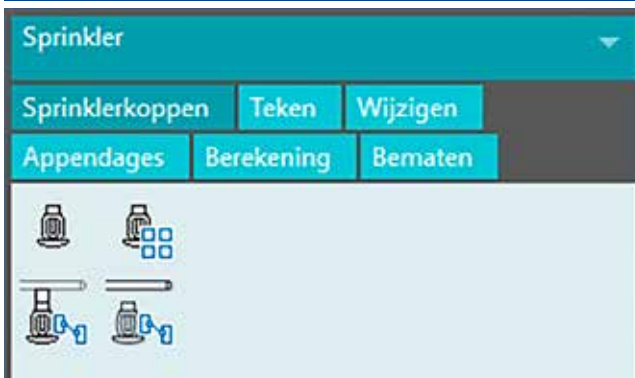 Sprinkler
Sprinklerkoppen Teken Wijzigen
Appendages Berekening Bematen